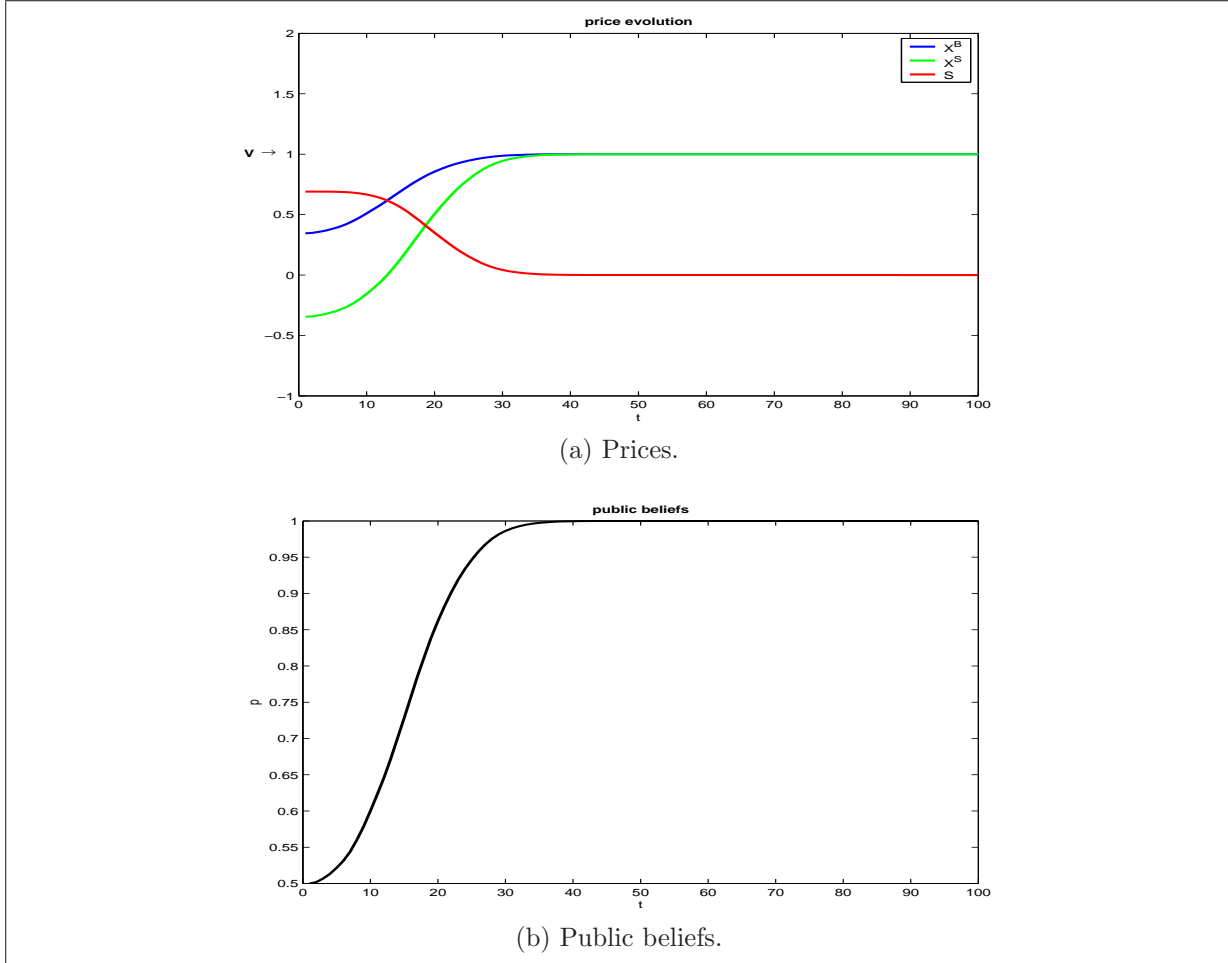 price evolution
2
1.5
V → 1
0.5
0
−0.5
−1
0 10 20 30 40 50 60 70 80 90 100
t
X^B
X^S
S
(a) Prices.
public beliefs
1
0.95
0.9
0.85
0.8
p 0.75
0.7
0.65
0.6
0.55
0.5
0 10 20 30 40 50 60 70 80 90 100
t
(b) Public beliefs.